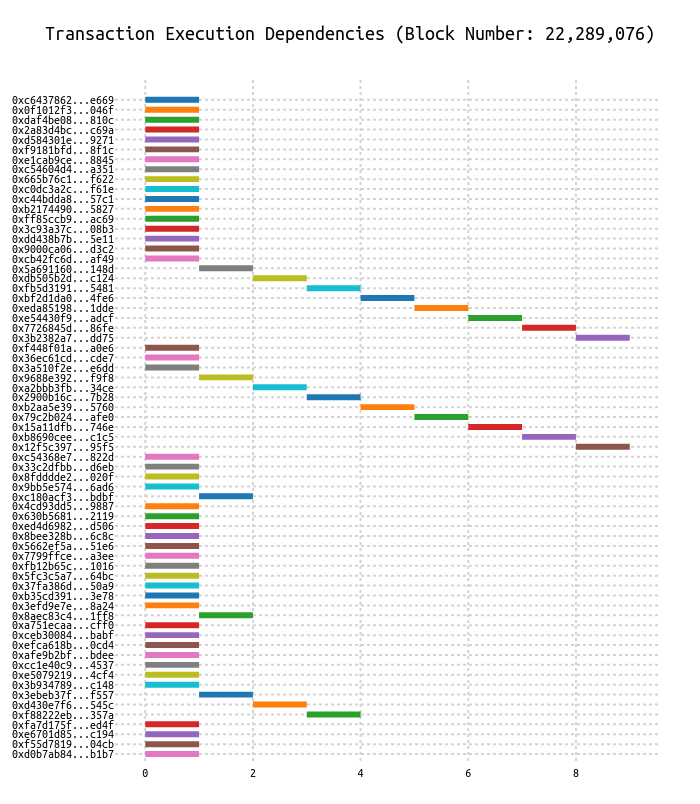 Transaction Execution Dependencies (Block Number: 22,289,076)
0xc6437862...e669
0x0f1012f3...046f
0xdaf4be08...810c
0x2a83d4bc...c69a
0xd584301e...9271
0xf9181bfd...8f1c
0xe1cab9ce...8845
0xc54604d4...a351
0x665b76c1...f622
0xc0dc3a2c...f61e
0xc44bdda8...57c1
0xb2174490...5827
0xff85ccb9...ac69
0x3c93a37c...08b3
0xdd438b7b...5e11
0x9000ca06...d3c2
0xcb42fc6d...af49
0x5a691160...148d
0xdb505b2d...c124
0xfb5d3191...5481
0xbf2d1da0...4fe6
0xeda85198...1dde
0xe54430f9...adcf
0x7726845d...86fe
0x3b2382a7...dd75
0xf448f01a...a0e6
0x36ec61cd...cde7
0x3a510f2e...e6dd
0x9688e392...f9f8
0xa2bbb3fb...34ce
0x2900b16c...7b28
0xb2aa5e39...5760
0x79c2b024...afe0
0x15a11dfb...746e
0xb8690cee...c1c5
0x12f5c397...95f5
0xc54368e7...822d
0x33c2dfbb...d6eb
0x8fdddde2...020f
0x9bb5e574...6ad6
0xc180acf3...bdbf
0x4cd93dd5...9887
0x630b5681...2119
0xed4d6982...d506
0x8bee328b...6c8c
0x5662ef5a...51e6
0x7799ffce...a3ee
0xfb12b65c...1016
0x5fc3c5a7...64bc
0x37fa386d...50a9
0xb35cd391...3e78
0x3efd9e7e...8a24
0x8aec83c4...1ff8
0xa751ecaa...cff0
0xceb30084...babf
0xefca618b...0cd4
0xafe9b2bf...bdee
0xcc1e40c9...4537
0xe5079219...4cf4
0x3b934789...c148
0x3ebeb37f...f557
0xd430e7f6...545c
0xf88222eb...357a
0xfa7d175f...ed4f
0xe6701d85...c194
0xf55d7819...04cb
0xd0b7ab84...b1b7
0 2 4 6 8